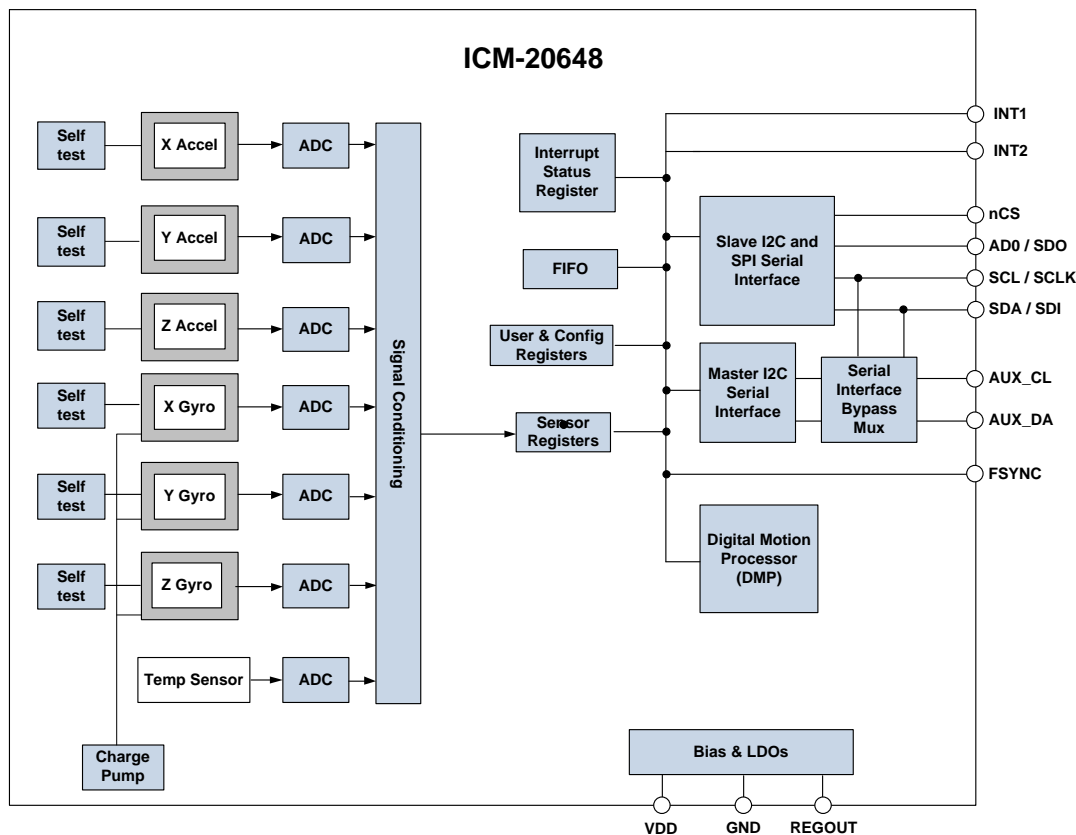 ICM-20648
Self
test
X Accel
ADC
Self
test
Y Accel
ADC
Self
test
Z Accel
ADC
Self
test
X Gyro
ADC
Self
test
Y Gyro
ADC
Self
test
Z Gyro
ADC
Temp Sensor
ADC
Charge
Pump
Signal Conditioning
Interrupt
Status
Register
FIFO
User & Config
Registers
Sensor
Registers
Slave I2C and
SPI Serial
Interface
Master I2C
Serial
Interface
Serial
Interface
Bypass
Mux
Digital Motion
Processor
(DMP)
Bias & LDOs
INT1
INT2
nCS
AD0 / SDO
SCL / SCLK
SDA / SDI
AUX_CL
AUX_DA
FSYNC
VDD
GND
REGOUT